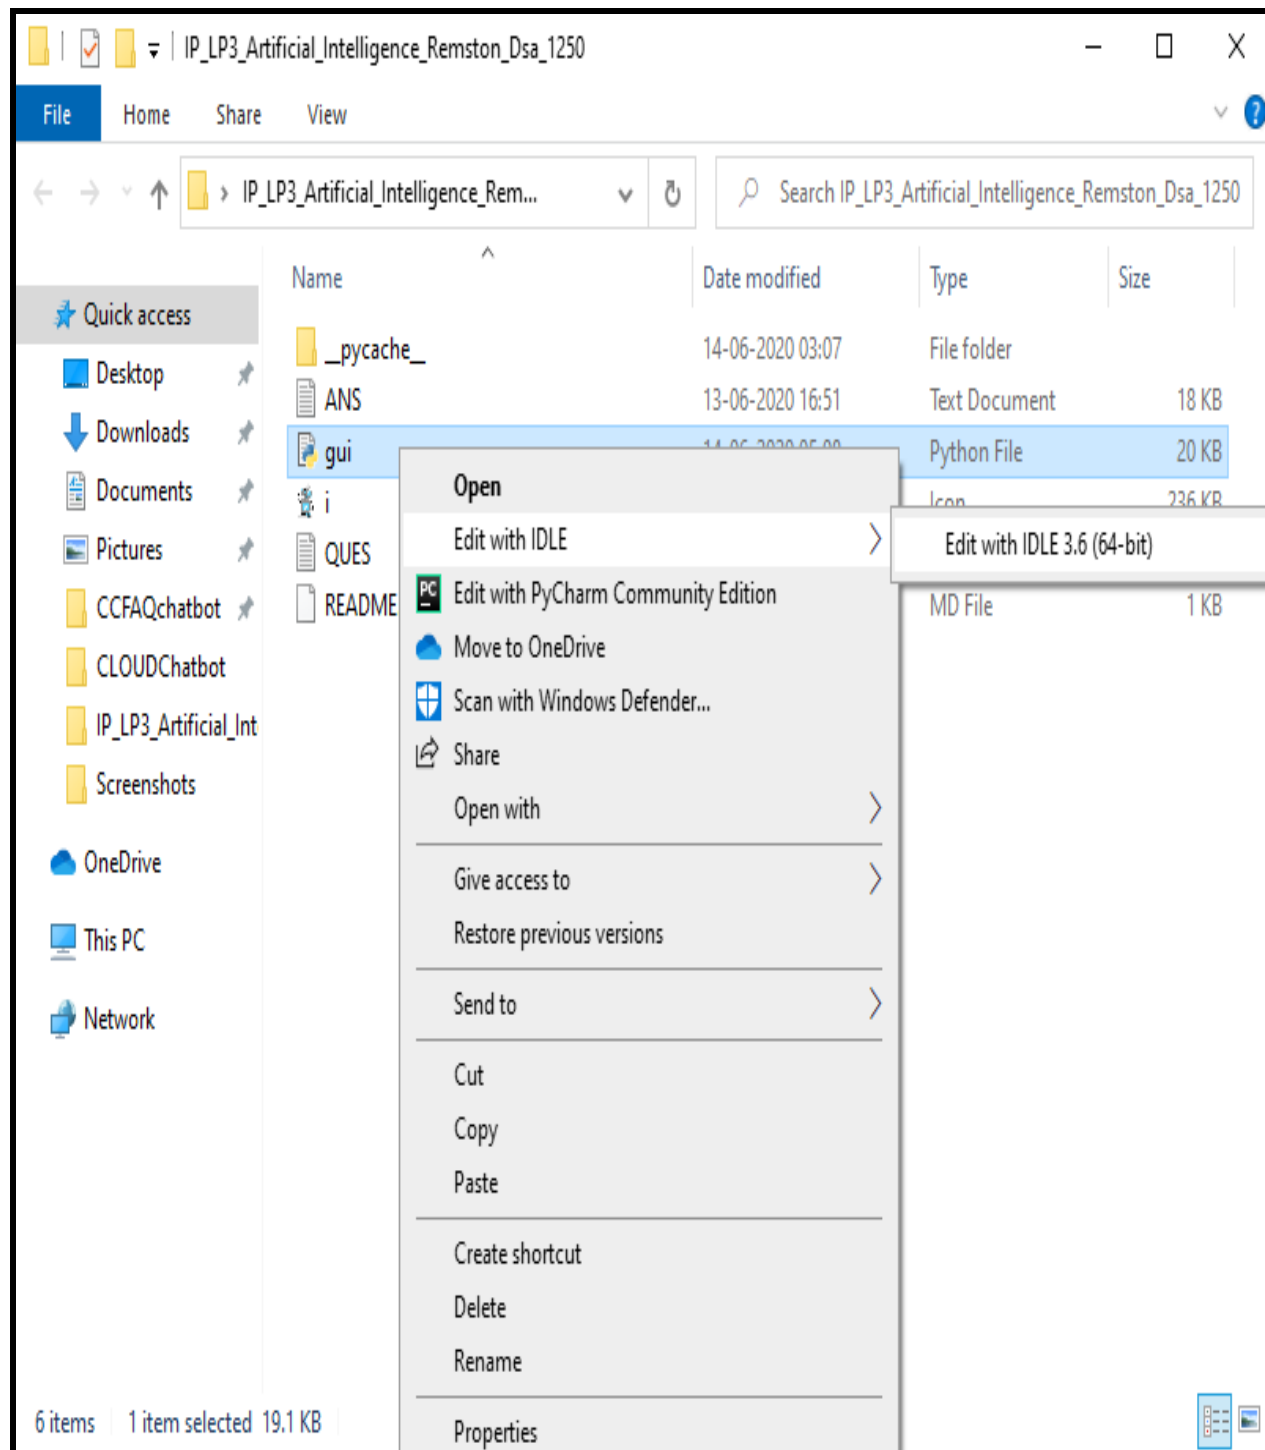 IP_LP3_Artificial_Intelligence_Remston_Dsa_1250
File Home Share View
IP_LP3_Artificial_Intelligence_Rem... Search IP_LP3_Artificial_Intelligence_Remston_Dsa_1250
Name Date modified Type Size
Quick access
Desktop
Downloads
Documents
Pictures
CCFAQchatbot
CLOUDChatbot
IP_LP3_Artificial_Int
Screenshots
OneDrive
This PC
Network
__pycache__ 14-06-2020 03:07 File folder
ANS 13-06-2020 16:51 Text Document 18 KB
gui Python File 20 KB
i Icon 236 KB
QUES
README MD File 1 KB
Open
Edit with IDLE
Edit with IDLE 3.6 (64-bit)
PC Edit with PyCharm Community Edition
Move to OneDrive
Scan with Windows Defender...
Share
Open with
Give access to
Restore previous versions
Send to
Cut
Copy
Paste
Create shortcut
Delete
Rename
Properties
6 items 1 item selected 19.1 KB